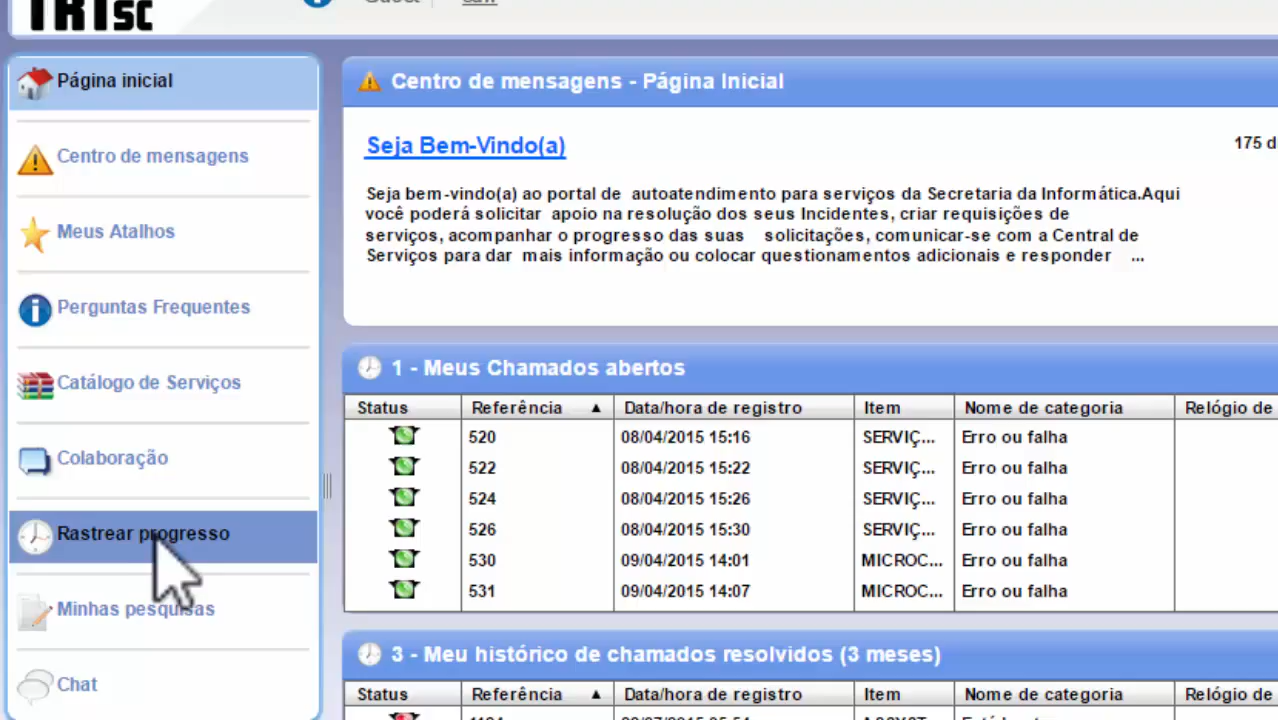 TRTsc
Guest
Sair
Página inicial
Centro de mensagens
Meus Atalhos
Perguntas Frequentes
Catálogo de Serviços
Colaboração
Rastrear progresso
Minhas pesquisas
Chat
Centro de mensagens - Página Inicial
Seja Bem-Vindo(a)
175 d
Seja bem-vindo(a) ao portal de autoatendimento para serviços da Secretaria da Informática.Aqui
você poderá solicitar apoio na resolução dos seus Incidentes, criar requisições de
serviços, acompanhar o progresso das suas solicitações, comunicar-se com a Central de
Serviços para dar mais informação ou colocar questionamentos adicionais e responder ...
1 - Meus Chamados abertos
Status Referência ▲ Data/hora de registro Item Nome de categoria Relógio de
520 08/04/2015 15:16 SERVIÇ... Erro ou falha
522 08/04/2015 15:22 SERVIÇ... Erro ou falha
524 08/04/2015 15:26 SERVIÇ... Erro ou falha
526 08/04/2015 15:30 SERVIÇ... Erro ou falha
530 09/04/2015 14:01 MICROC... Erro ou falha
531 09/04/2015 14:07 MICROC... Erro ou falha
3 - Meu histórico de chamados resolvidos (3 meses)
Status Referência ▲ Data/hora de registro Item Nome de categoria Relógio de